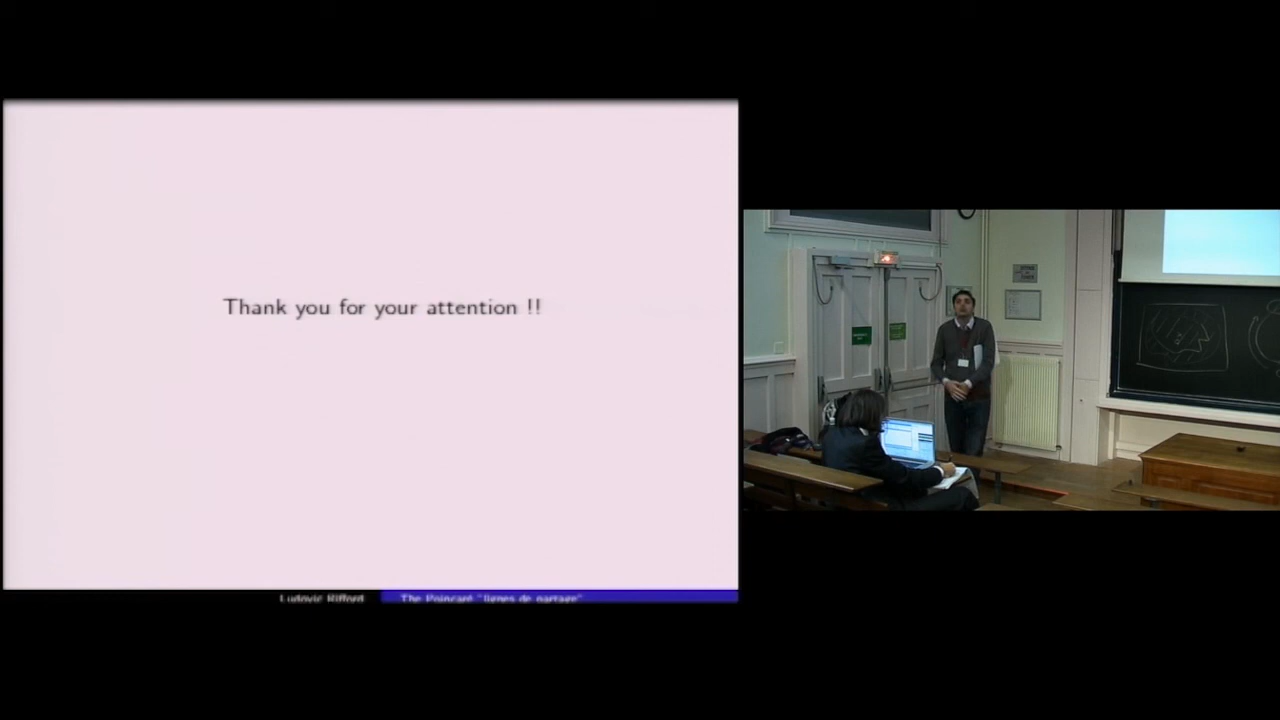 Thank you for your attention !!
Ludovic Rifford
The Poincaré "lignes de partage"